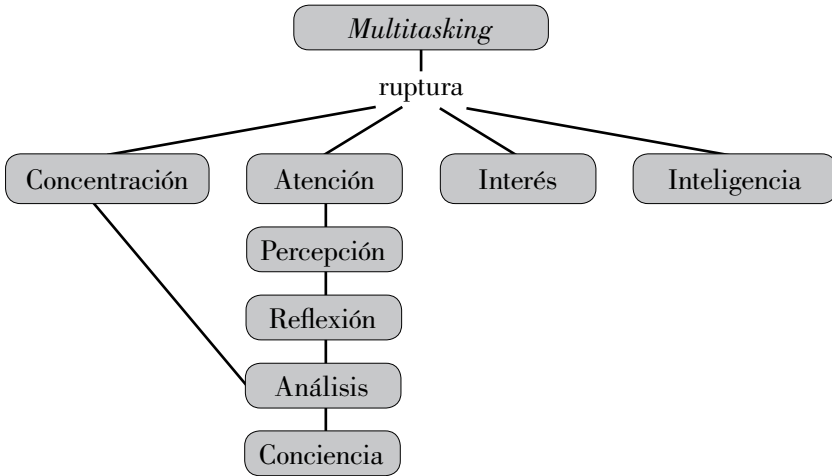 Multitasking
ruptura
Concentración
Atención
Interés
Inteligencia
Percepción
Reflexión
Análisis
Conciencia